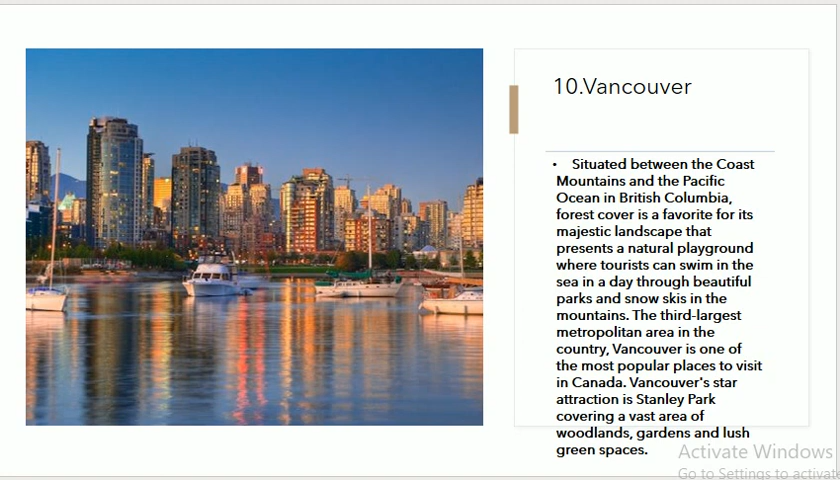 10.Vancouver
• Situated between the Coast
Mountains and the Pacific
Ocean in British Columbia,
forest cover is a favorite for its
majestic landscape that
presents a natural playground
where tourists can swim in the
sea in a day through beautiful
parks and snow skis in the
mountains. The third-largest
metropolitan area in the
country, Vancouver is one of
the most popular places to visit
in Canada. Vancouver's star
attraction is Stanley Park
covering a vast area of
woodlands, gardens and lush
green spaces.
Activate Windows
Go to Settings to activate